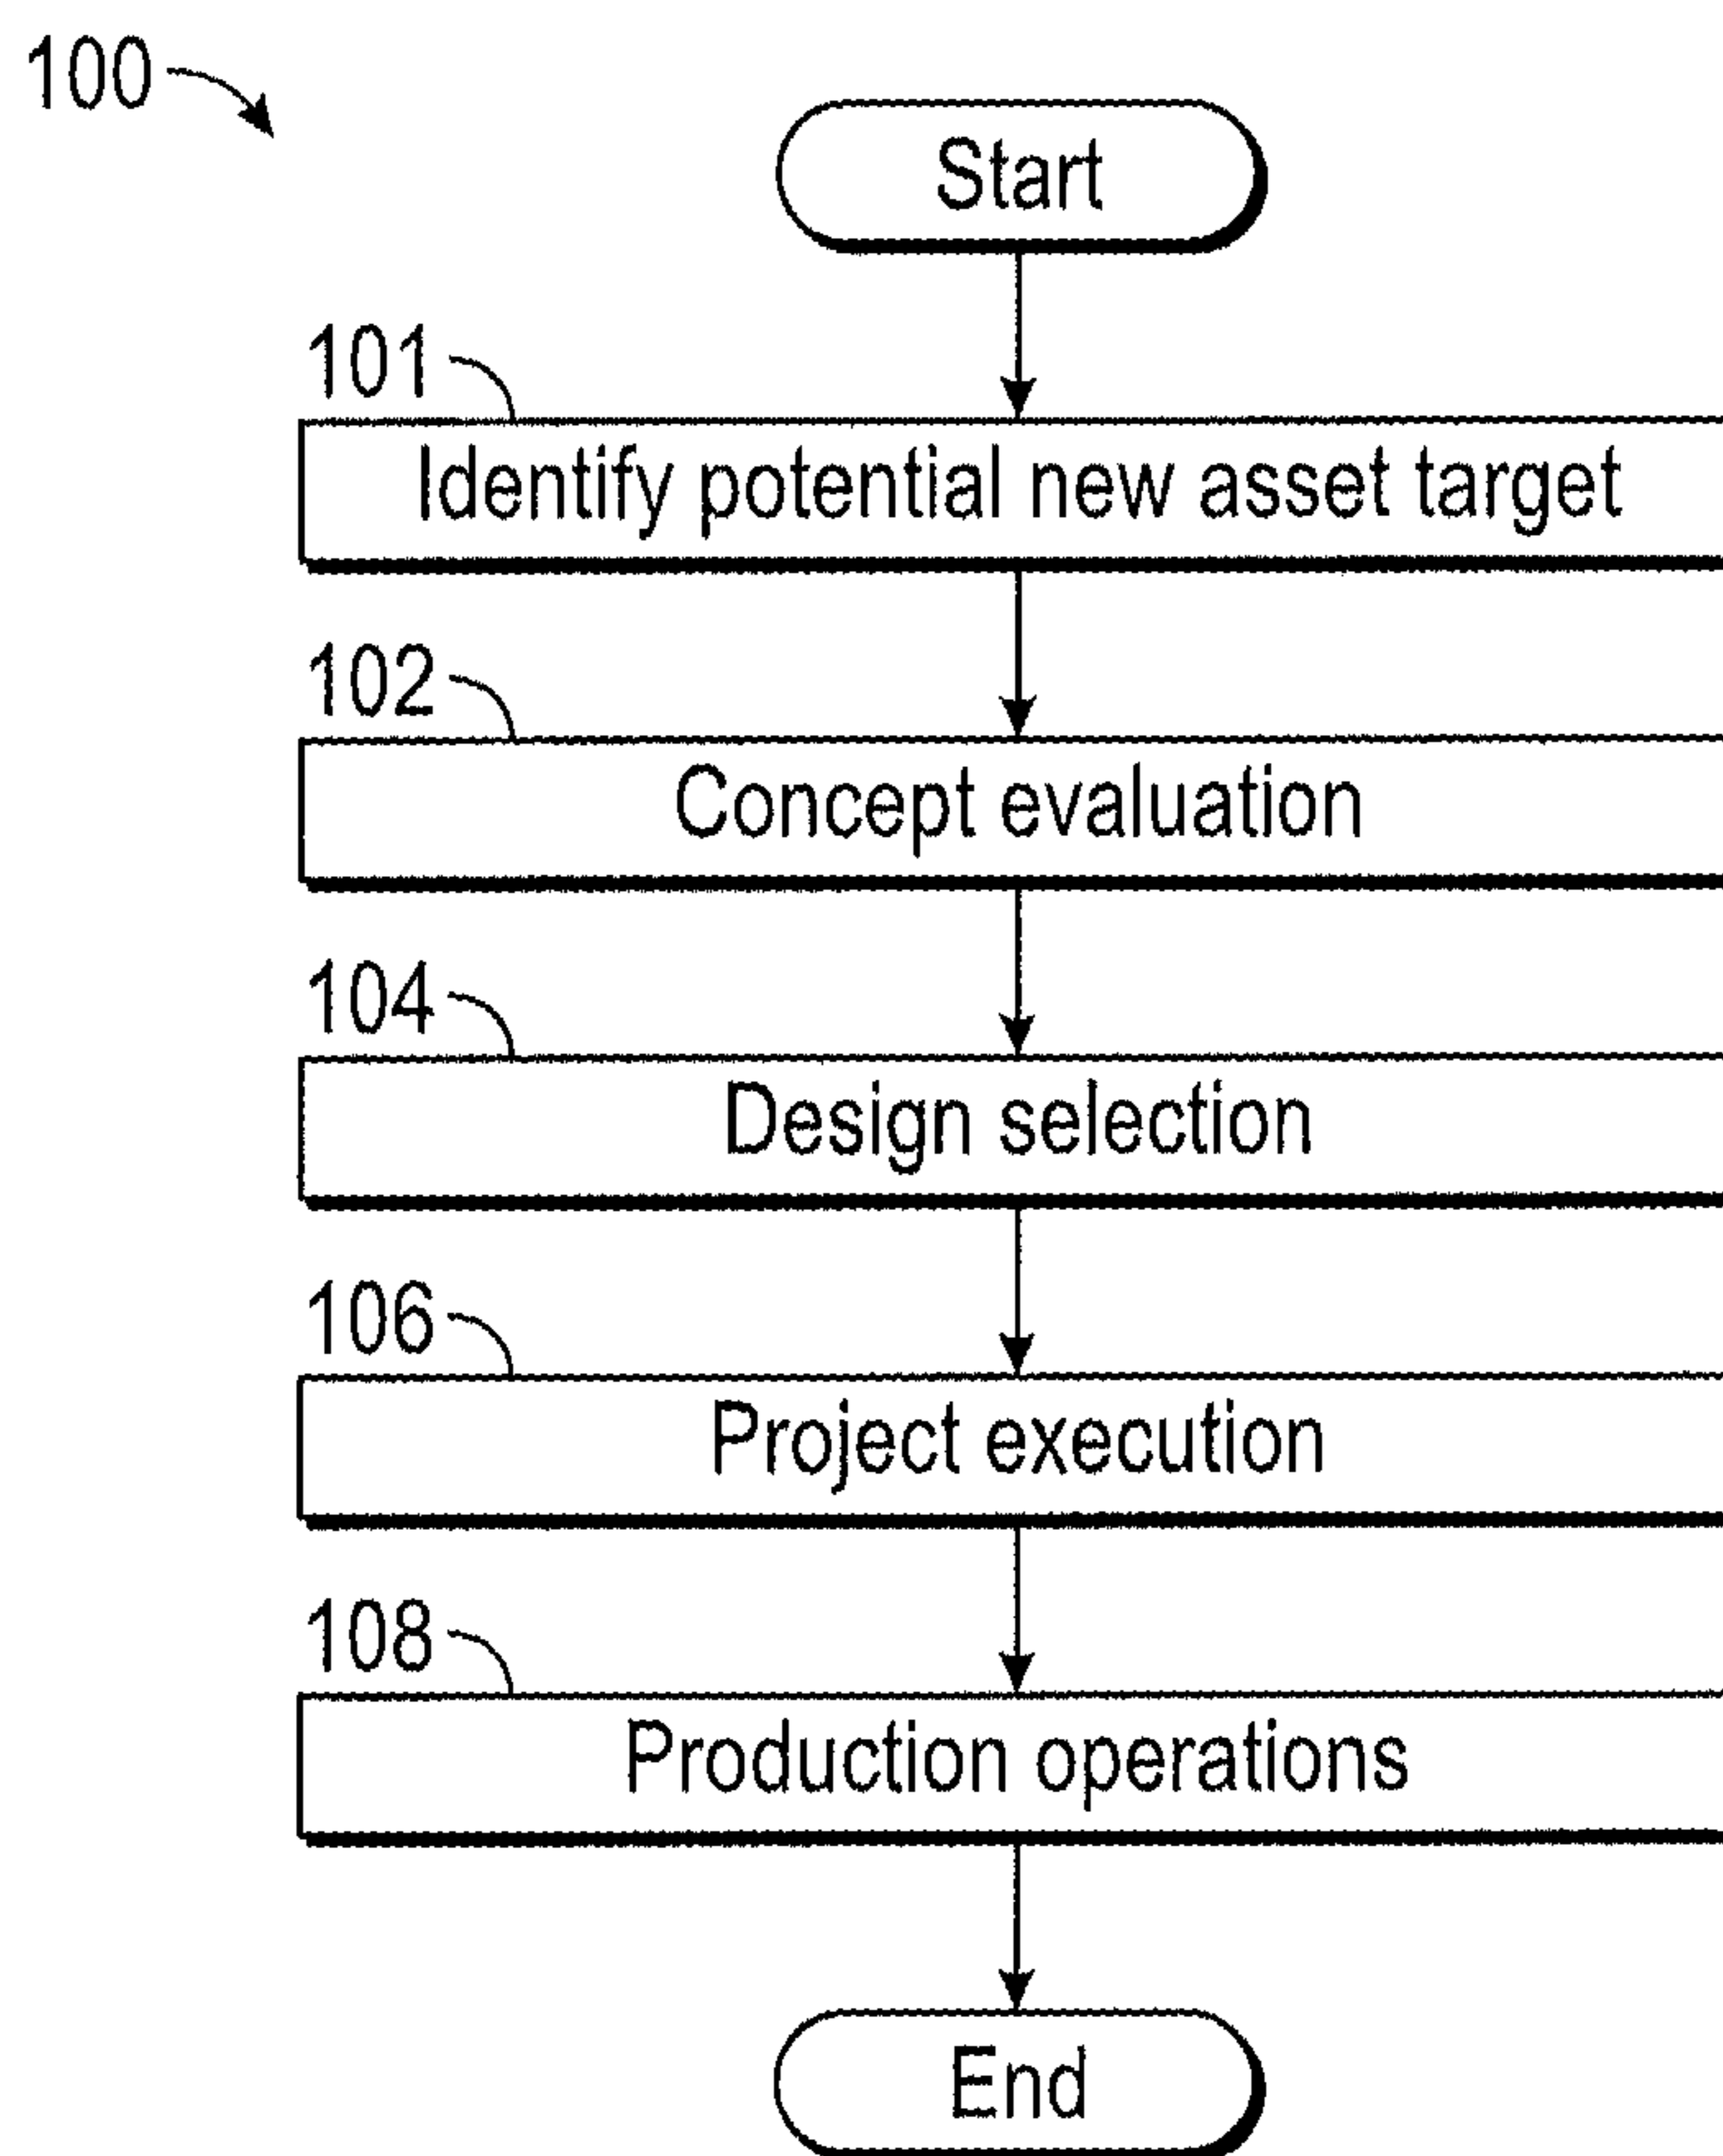 100
Start
101
Identify potential new asset target
102
Concept evaluation
104
Design selection
106
Project execution
108
Production operations
End